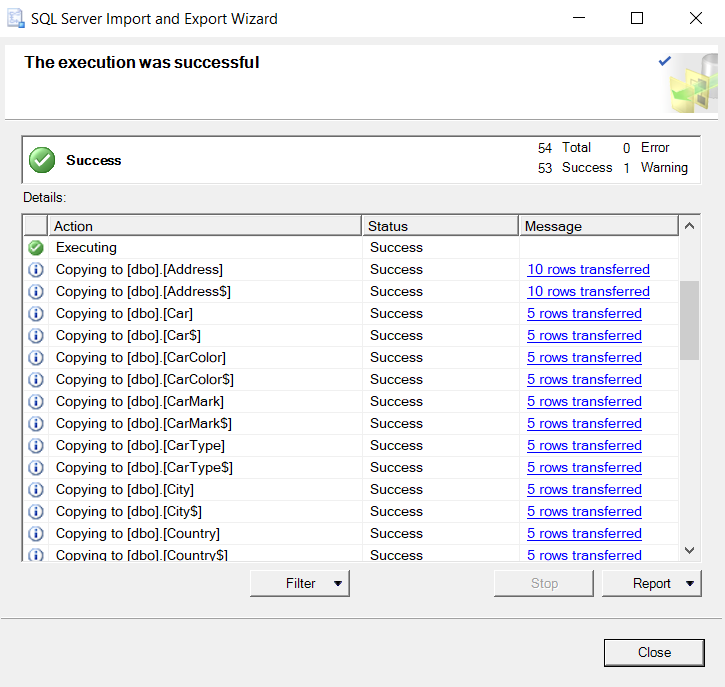 SQL Server Import and Export Wizard
The execution was successful
Success
54 Total 0 Error
53 Success 1 Warning
Details:
Action Status Message
Executing Success
Copying to [dbo].[Address] Success 10 rows transferred
Copying to [dbo].[Address$] Success 10 rows transferred
Copying to [dbo].[Car] Success 5 rows transferred
Copying to [dbo].[Car$] Success 5 rows transferred
Copying to [dbo].[CarColor] Success 5 rows transferred
Copying to [dbo].[CarColor$] Success 5 rows transferred
Copying to [dbo].[CarMark] Success 5 rows transferred
Copying to [dbo].[CarMark$] Success 5 rows transferred
Copying to [dbo].[CarType] Success 5 rows transferred
Copying to [dbo].[CarType$] Success 5 rows transferred
Copying to [dbo].[City] Success 5 rows transferred
Copying to [dbo].[City$] Success 5 rows transferred
Copying to [dbo].[Country] Success 5 rows transferred
Copying to [dbo].[Country$] Success 5 rows transferred
Filter Stop Report
Close